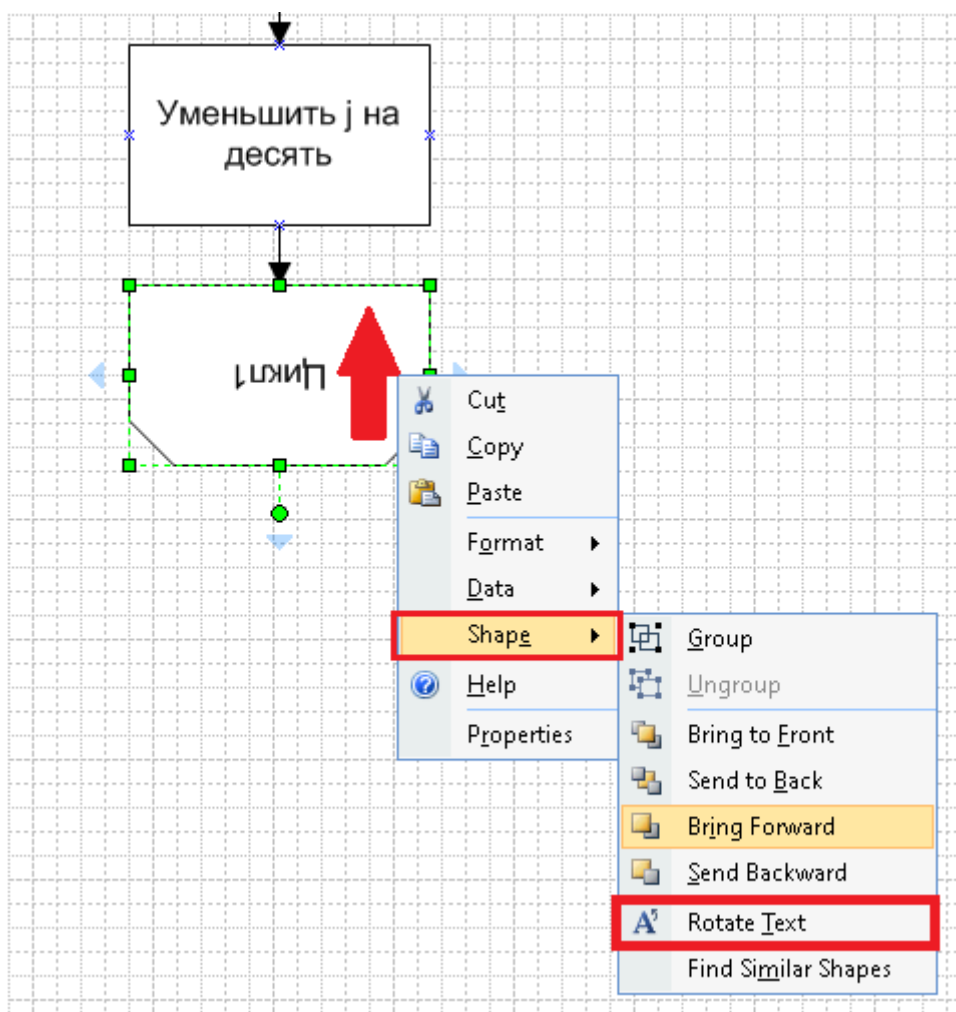 Уменьшить j на
десять
Цикл1
Cut
Copy
Paste
Format
Data
Shape
Help
Properties
Group
Ungroup
Bring to Front
Send to Back
Bring Forward
Send Backward
Rotate Text
Find Similar Shapes